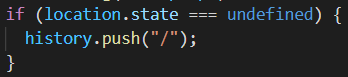 if (location.state === undefined) {
  history.push("/");
}